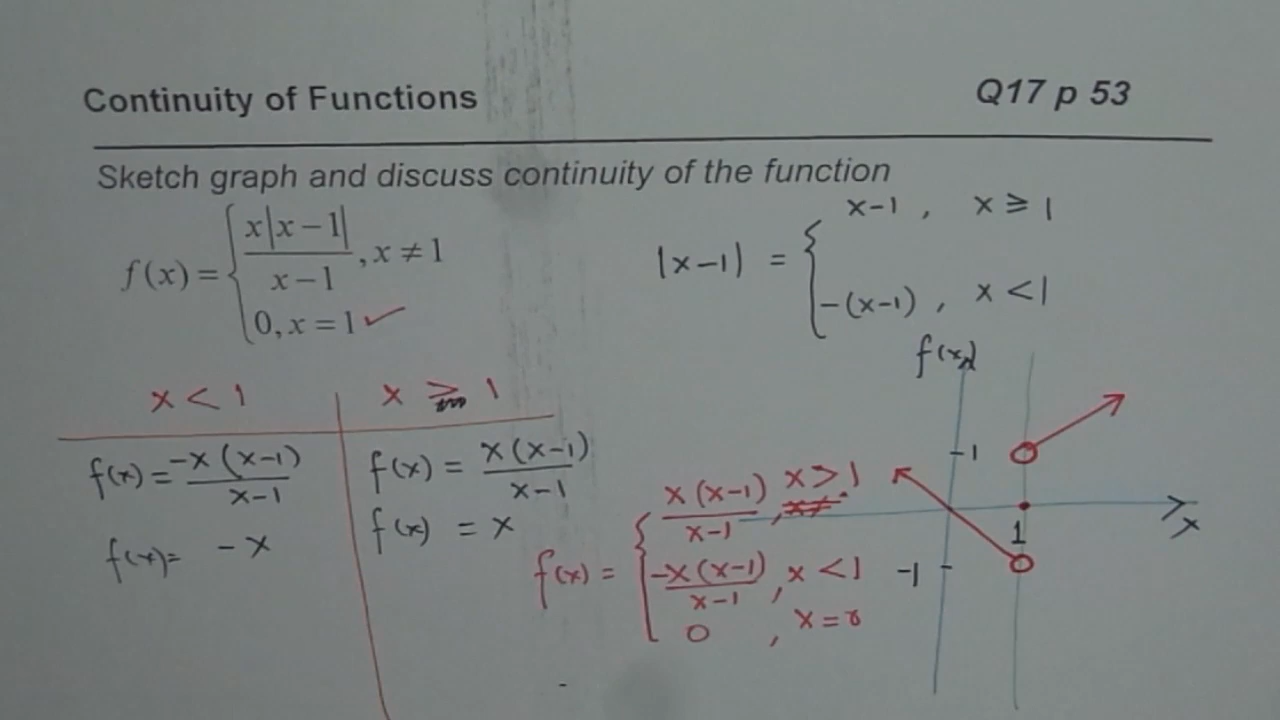 Continuity of Functions
Q17 p 53
Sketch graph and discuss continuity of the function
f(x) = { x|x − 1| / x − 1 , x ≠ 1
0, x = 1 ✓
|x-1| = { x-1 , x ≥ 1
-(x-1) , x < 1
x < 1
x ≥ 1
f(x) = -x(x-1) / x-1
f(x) = -x
f(x) = x(x-1) / x-1
f(x) = x
f(x) = { x(x-1) / x-1 , x > 1
-x(x-1) / x-1 , x < 1
0 , x =
f(x)
1
1
-1
x